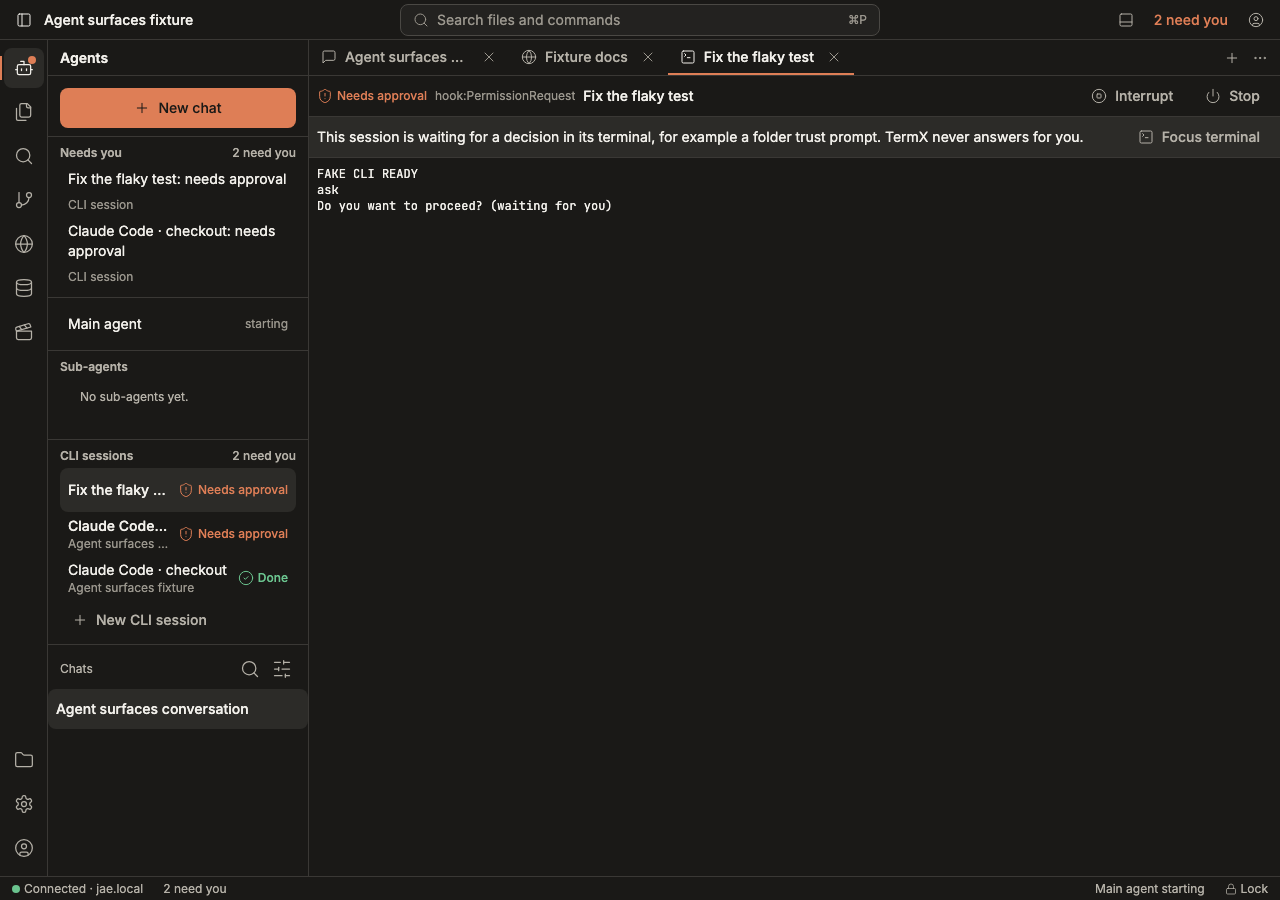 Agent surfaces fixture
Search files and commands
⌘P
2 need you
Agents
New chat
Needs you
2 need you
Fix the flaky test: needs approval
CLI session
Claude Code · checkout: needs
approval
CLI session
Main agent
starting
Sub-agents
No sub-agents yet.
CLI sessions
2 need you
Fix the flaky ...
Needs approval
Claude Code...
Agent surfaces ...
Needs approval
Claude Code · checkout
Agent surfaces fixture
Done
New CLI session
Chats
Agent surfaces conversation
Agent surfaces ...
Fixture docs
Fix the flaky test
Needs approval hook:PermissionRequest Fix the flaky test
Interrupt
Stop
This session is waiting for a decision in its terminal, for example a folder trust prompt. TermX never answers for you.
Focus terminal
FAKE CLI READY
ask
Do you want to proceed? (waiting for you)
Connected · jae.local
2 need you
Main agent starting
Lock